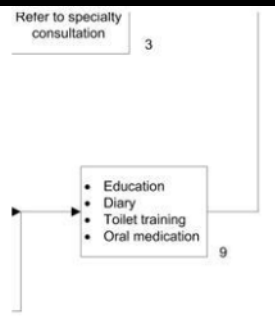 Refer to specialty
consultation
3
• Education
• Diary
• Toilet training
• Oral medication
9